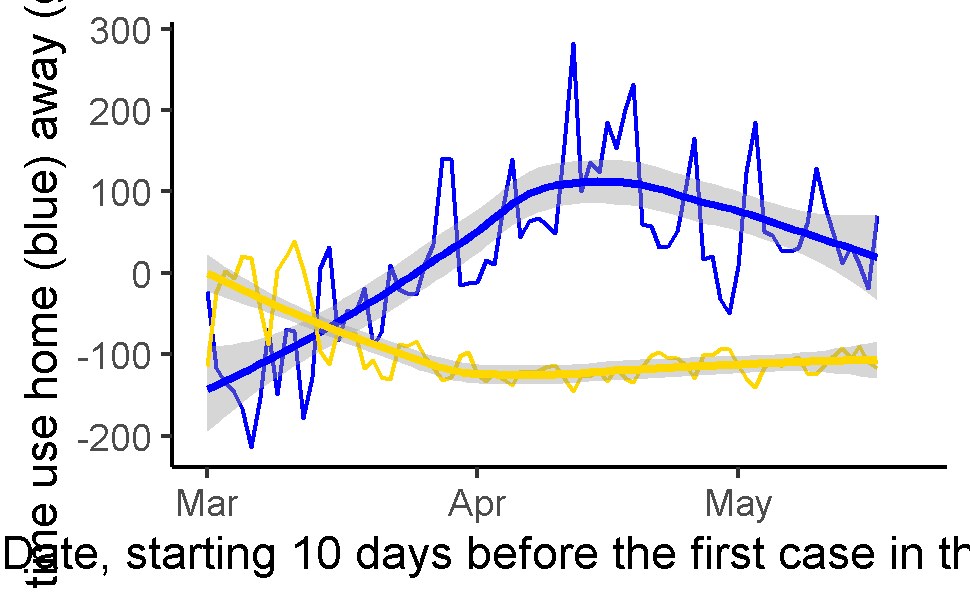 time use home (blue) away (
300
200
100
0
-100
-200
Mar Apr May
Date, starting 10 days before the first case in th